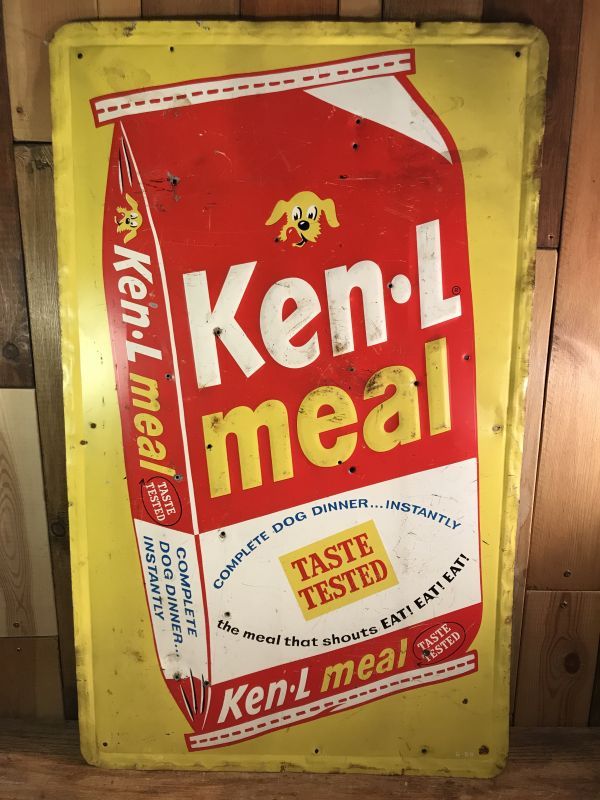 Ken·L
®
meal
COMPLETE DOG DINNER...INSTANTLY
TASTE
TESTED
the meal that shouts EAT! EAT! EAT!
Ken·L meal
TASTE
TESTED
Ken·L meal
TASTE
TESTED
COMPLETE
DOG DINNER...
INSTANTLY